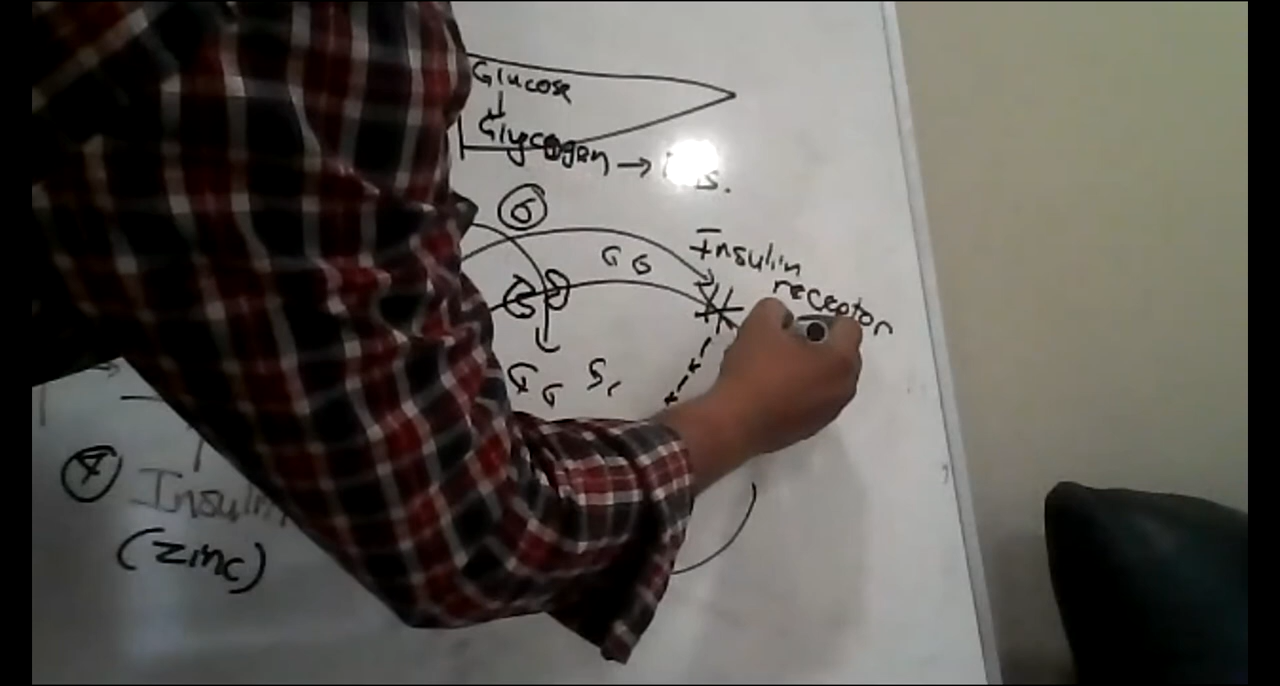 Glucose
↓
Glycogen →
6
G G
Insulin
receptor
G G
4
Insulin
(Zinc)